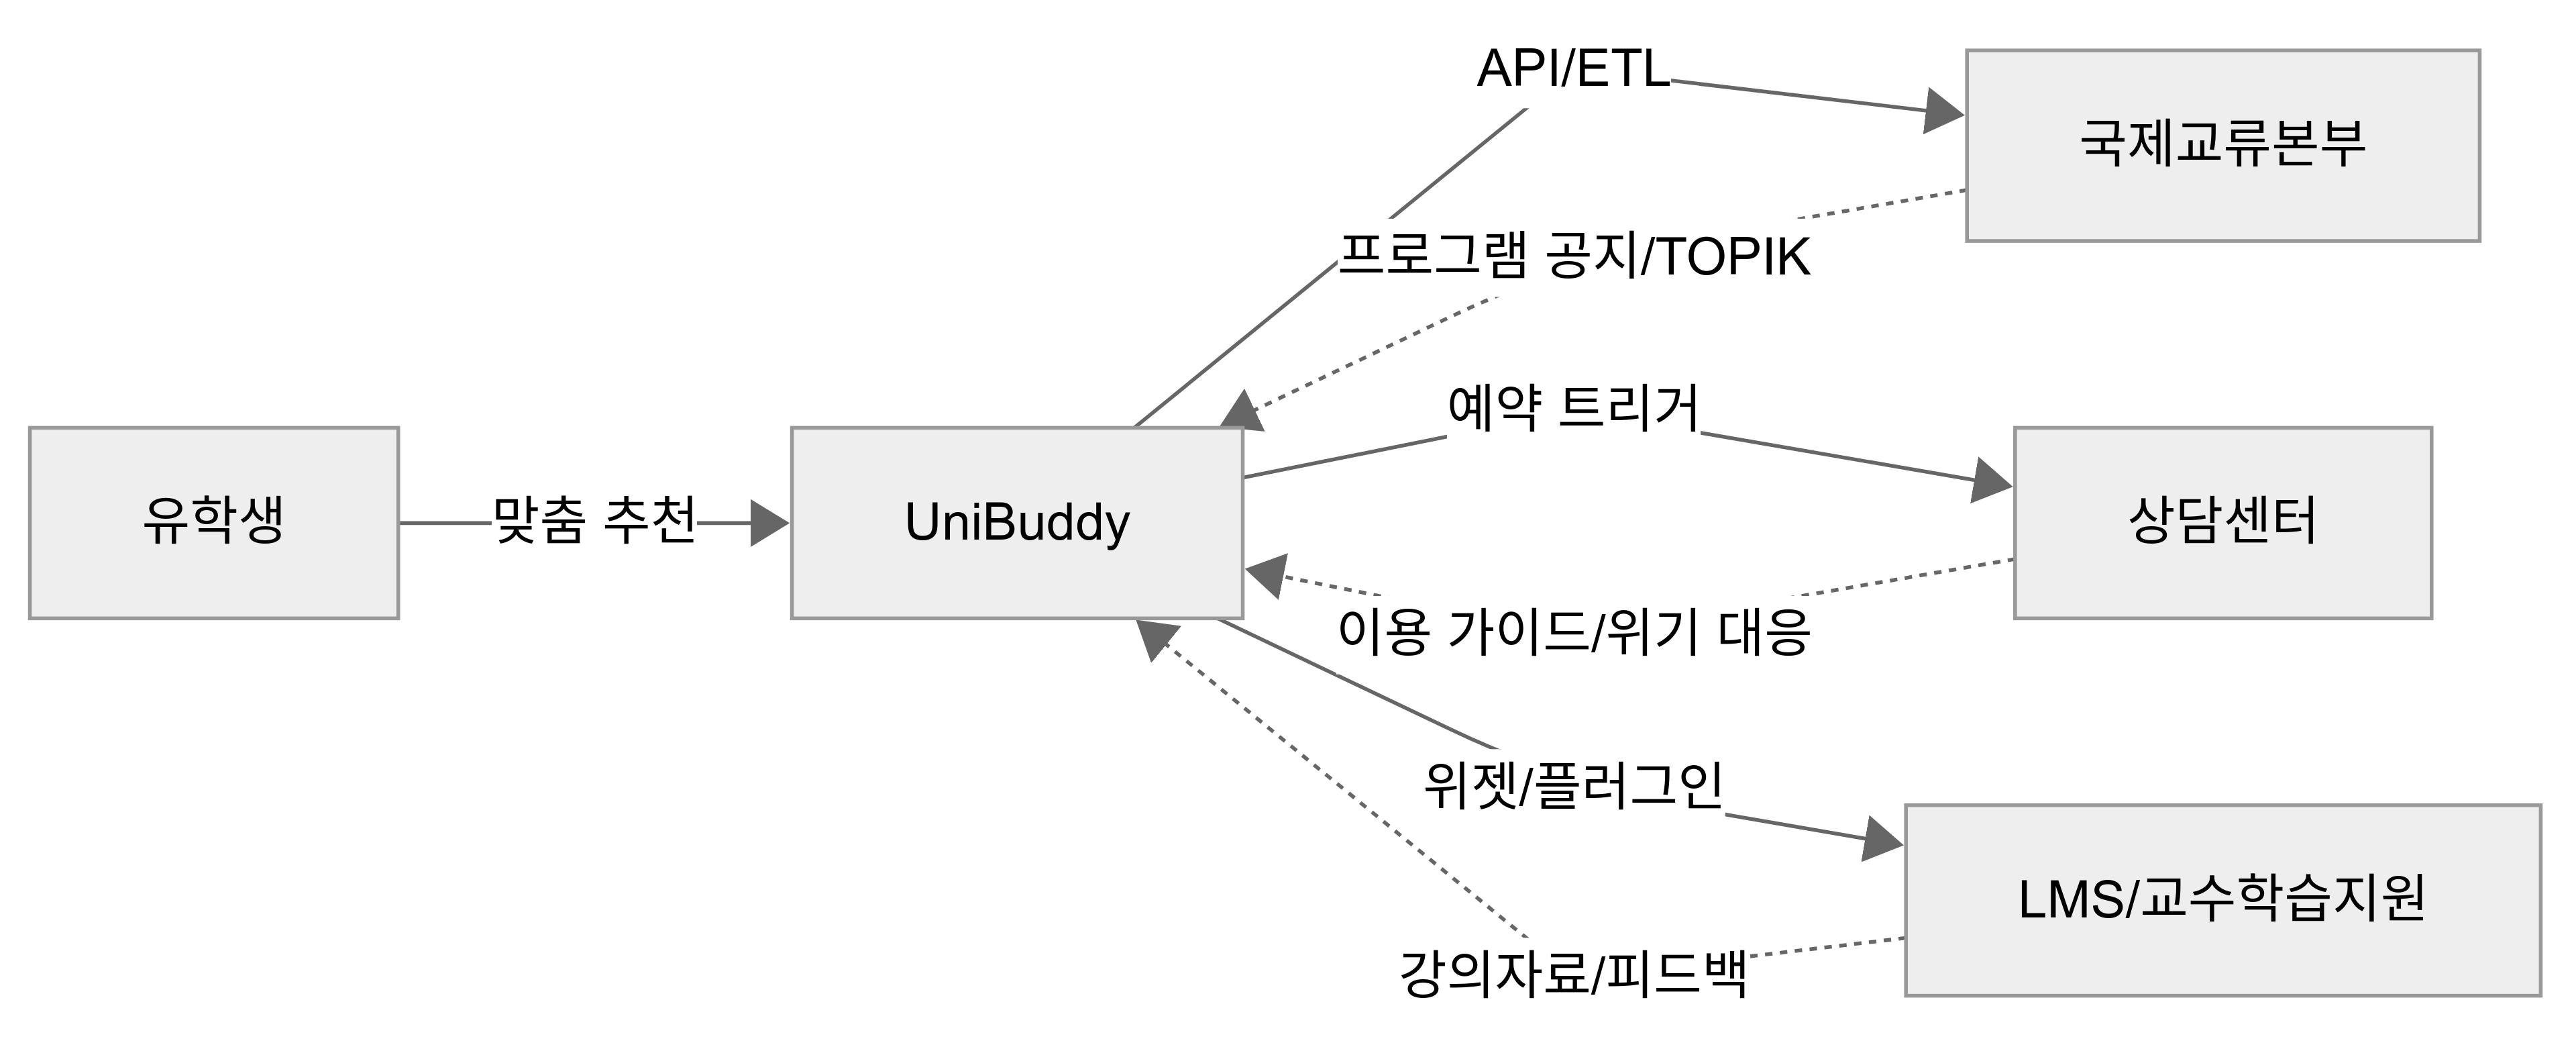 API/ETL
국제교류본부
프로그램 공지/TOPIK
예약 트리거
유학생
맞춤 추천
UniBuddy
상담센터
이용 가이드/위기 대응
위젯/플러그인
LMS/교수학습지원
강의자료/피드백